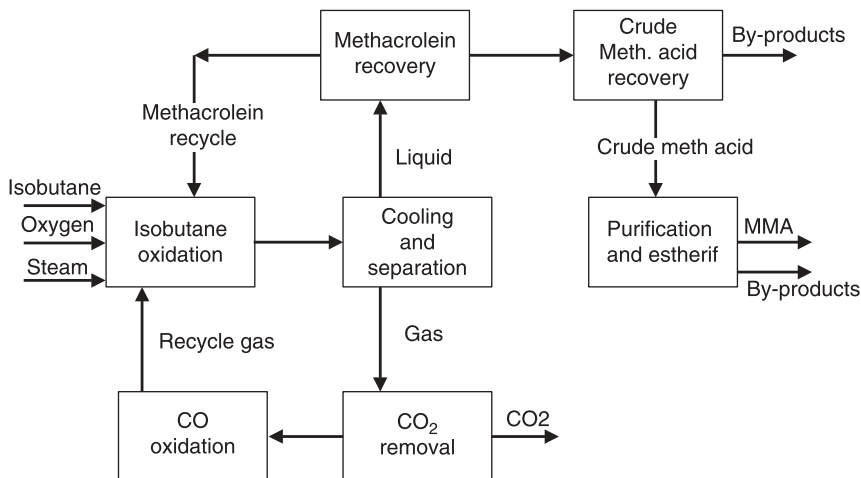 Methacrolein
recovery
Crude
Meth. acid
recovery
By-products
Methacrolein
recycle
Liquid
Crude meth acid
Isobutane
Oxygen
Steam
Isobutane
oxidation
Cooling
and
separation
Purification
and estherif
MMA
By-products
Recycle gas
Gas
CO
oxidation
CO₂
removal
CO2